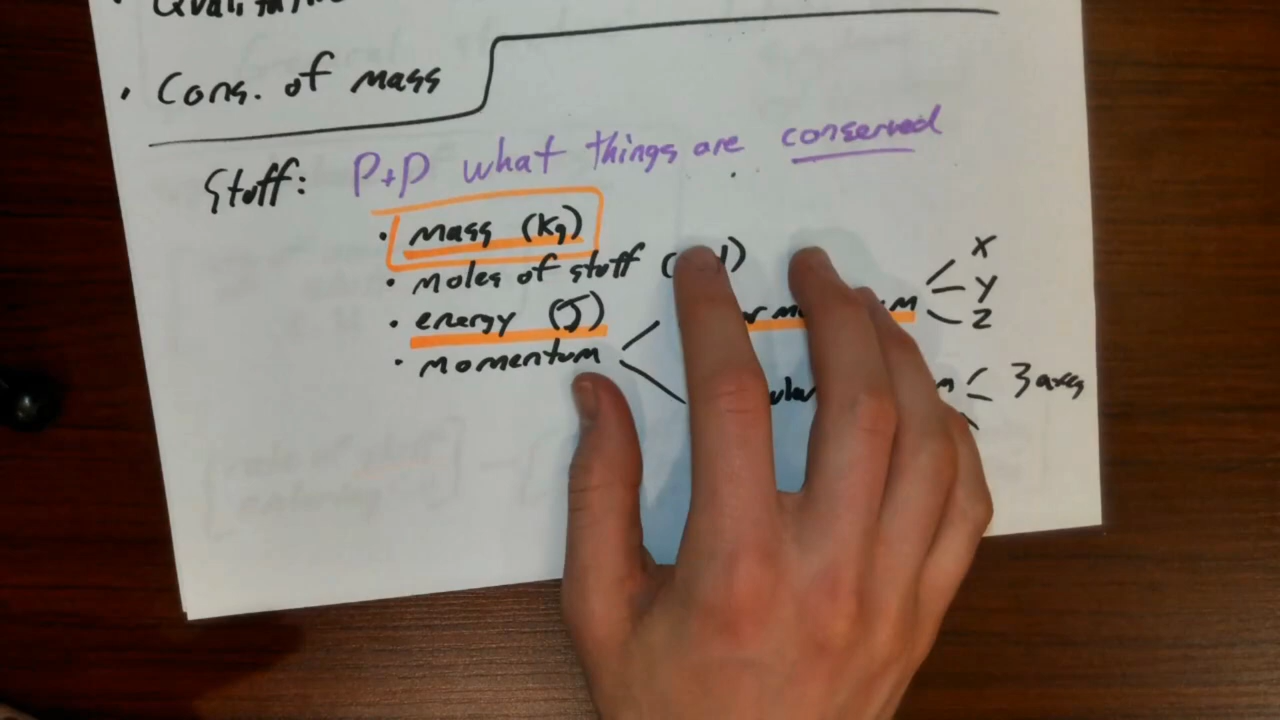 • Cons. of mass
Stuff: P+P what things are conserved
• mass (kg)
• moles of stuff
• energy (J)
• momentum
x
y
z
3 axes